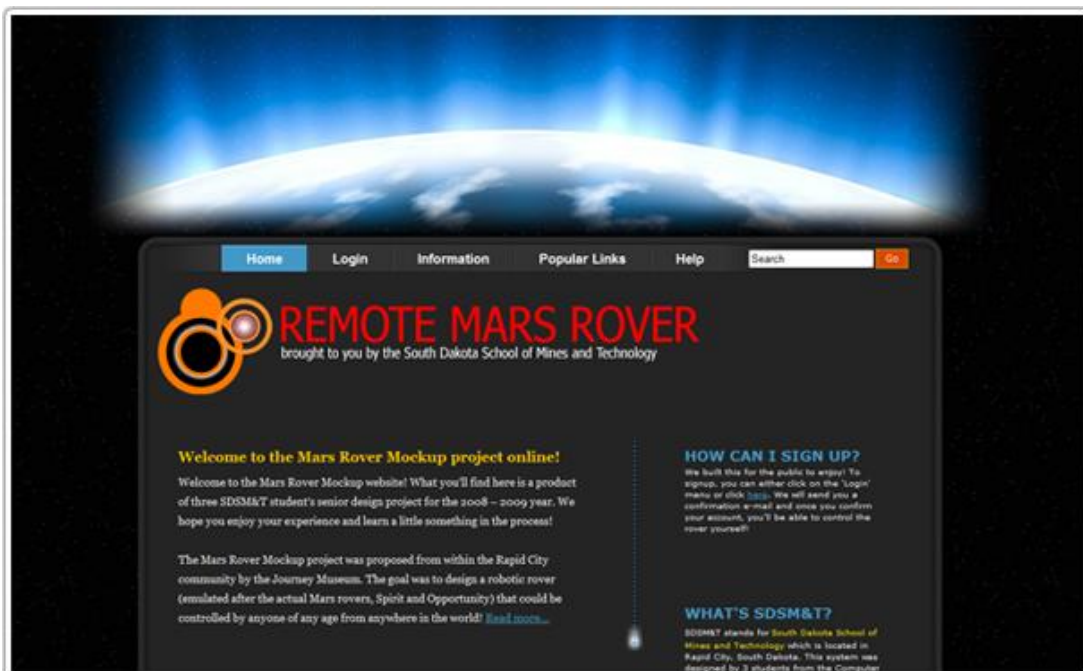 Home Login Information Popular Links Help Search Go
REMOTE MARS ROVER
brought to you by the South Dakota School of Mines and Technology
Welcome to the Mars Rover Mockup project online!
Welcome to the Mars Rover Mockup website! What you'll find here is a product
of three SDSM&T student's senior design project for the 2008 – 2009 year. We
hope you enjoy your experience and learn a little something in the process!
The Mars Rover Mockup project was proposed from within the Rapid City
community by the Journey Museum. The goal was to design a robotic rover
(emulated after the actual Mars rovers, Spirit and Opportunity) that could be
controlled by anyone of any age from anywhere in the world! Read more...
HOW CAN I SIGN UP?
We built this for the public to enjoy! To
signup, you can either click on the 'Login'
menu or click here. We will send you a
confirmation e-mail and once you confirm
your account, you'll be able to control the
rover yourself!
WHAT'S SDSM&T?
SDSM&T stands for South Dakota School of
Mines and Technology which is located in
Rapid City, South Dakota. This system was
designed by 3 students from the Computer